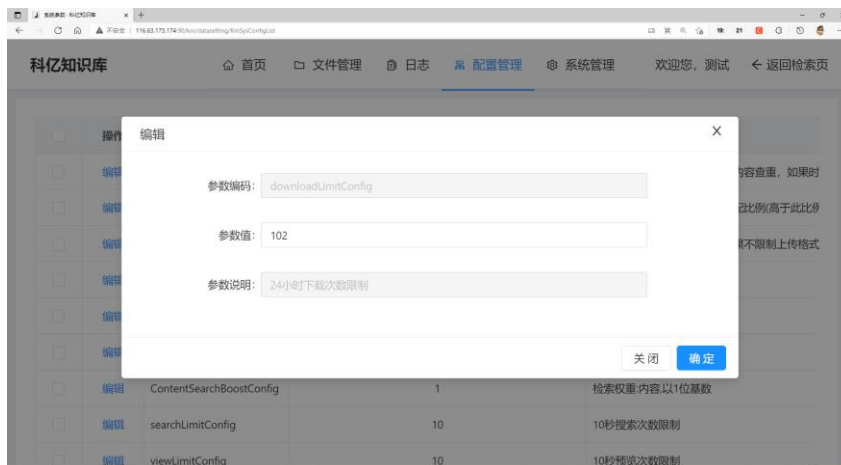 系统参数 · 科亿知识库
不安全 | 116.63.175.174:90/km/datasetting/KmSysConfigList
科亿知识库 首页 文件管理 日志 配置管理 系统管理 欢迎您，测试 返回检索页
操作
编辑
参数编码： downloadLimitConfig
参数值： 102
参数说明： 24小时下载次数限制
关闭 确定
编辑 内容查重，如果时
编辑 配比例(高于此比例
编辑 不限制上传格式
编辑
编辑
编辑
编辑 ContentSearchBoostConfig 1 检索权重:内容,以1位基数
编辑 searchLimitConfig 10 10秒搜索次数限制
编辑 viewLimitConfig 10 10秒预览次数限制